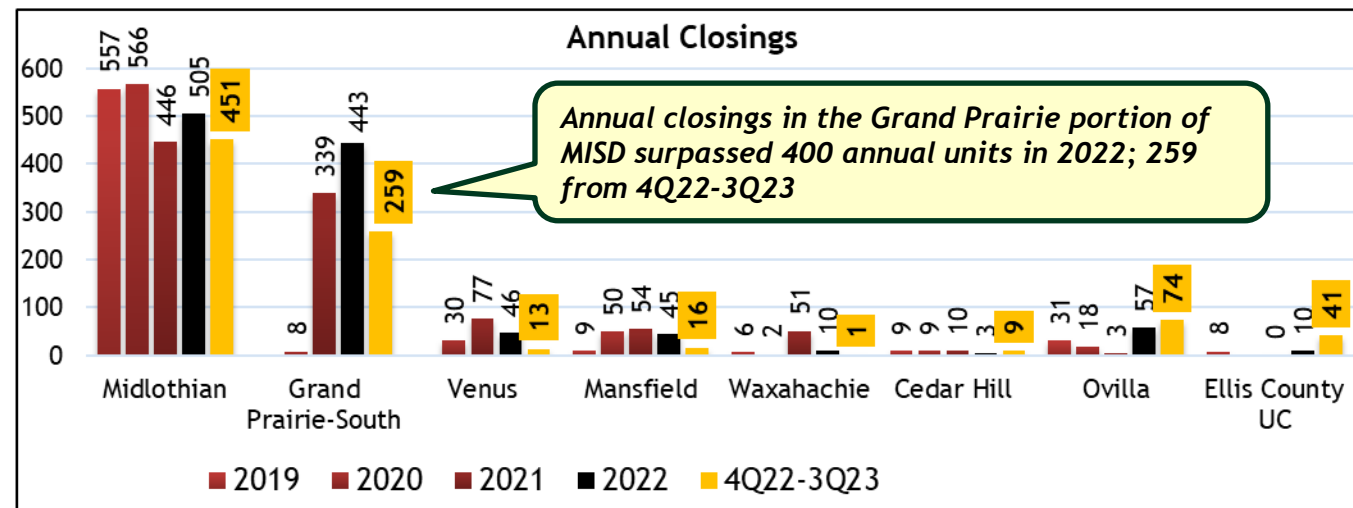 Annual Closings
600
500
400
300
200
100
0
557
566
446
505
451
8
339
443
259
30
77
46
13
9
50
54
45
16
6
2
51
10
1
9
9
10
3
9
31
18
3
57
74
8
0
10
41
Annual closings in the Grand Prairie portion of
MISD surpassed 400 annual units in 2022; 259
from 4Q22-3Q23
Midlothian
Grand
Prairie-South
Venus
Mansfield
Waxahachie
Cedar Hill
Ovilla
Ellis County
UC
2019 2020 2021 2022 4Q22-3Q23